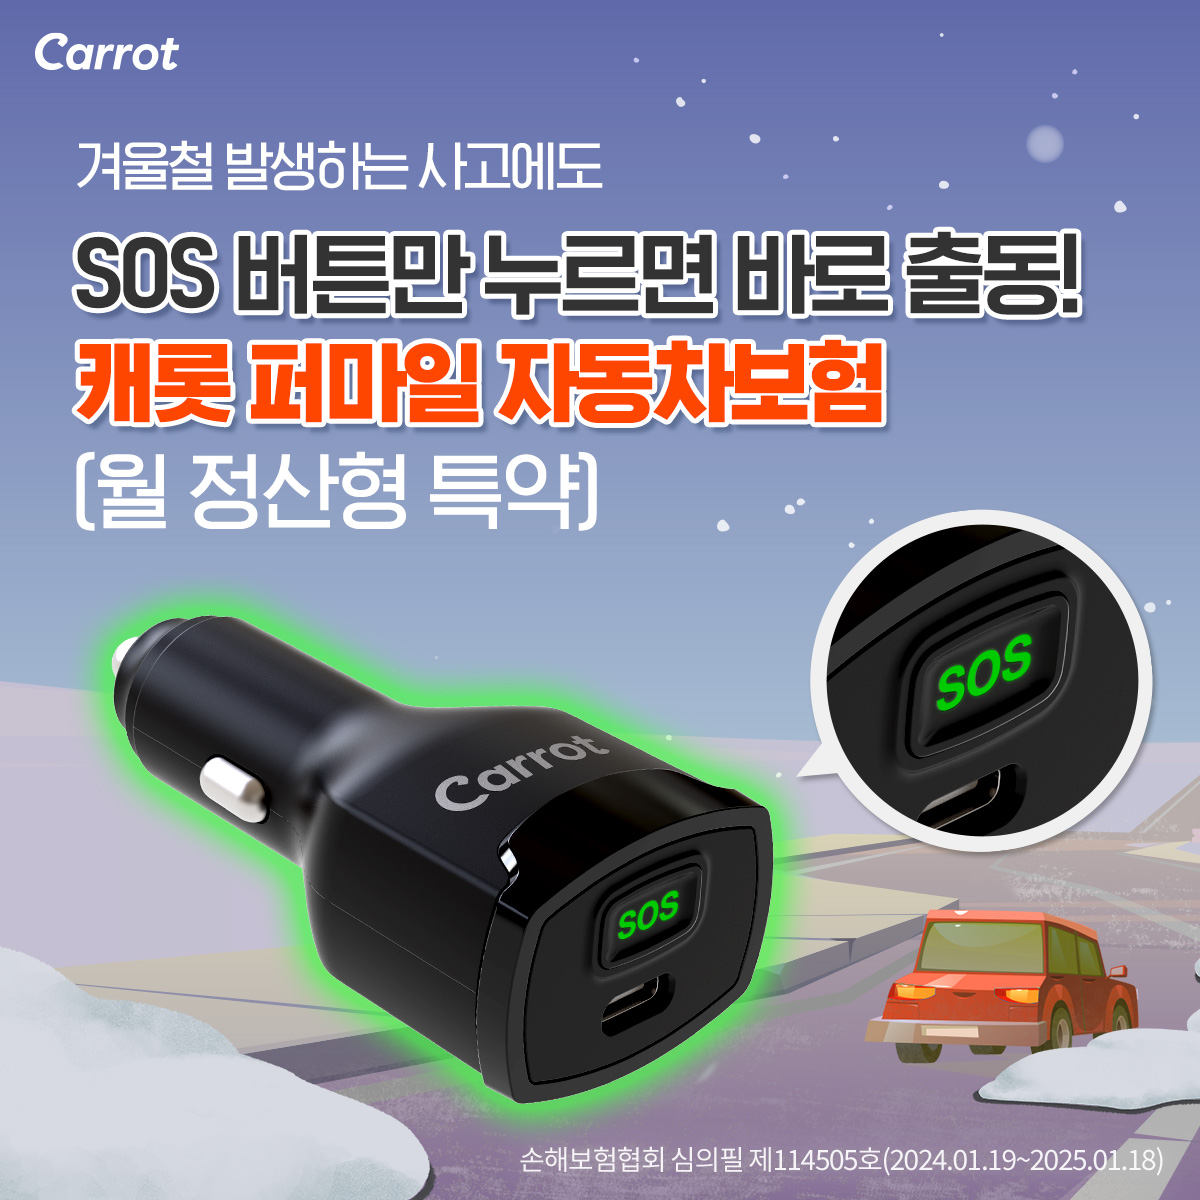 Carrot
겨울철 발생하는 사고에도
SOS 버튼만 누르면 바로 출동!
캐롯 퍼마일 자동차보험
(월 정산형 특약)
SOS
Carrot
SOS
손해보험협회 심의필 제114505호(2024.01.19~2025.01.18)